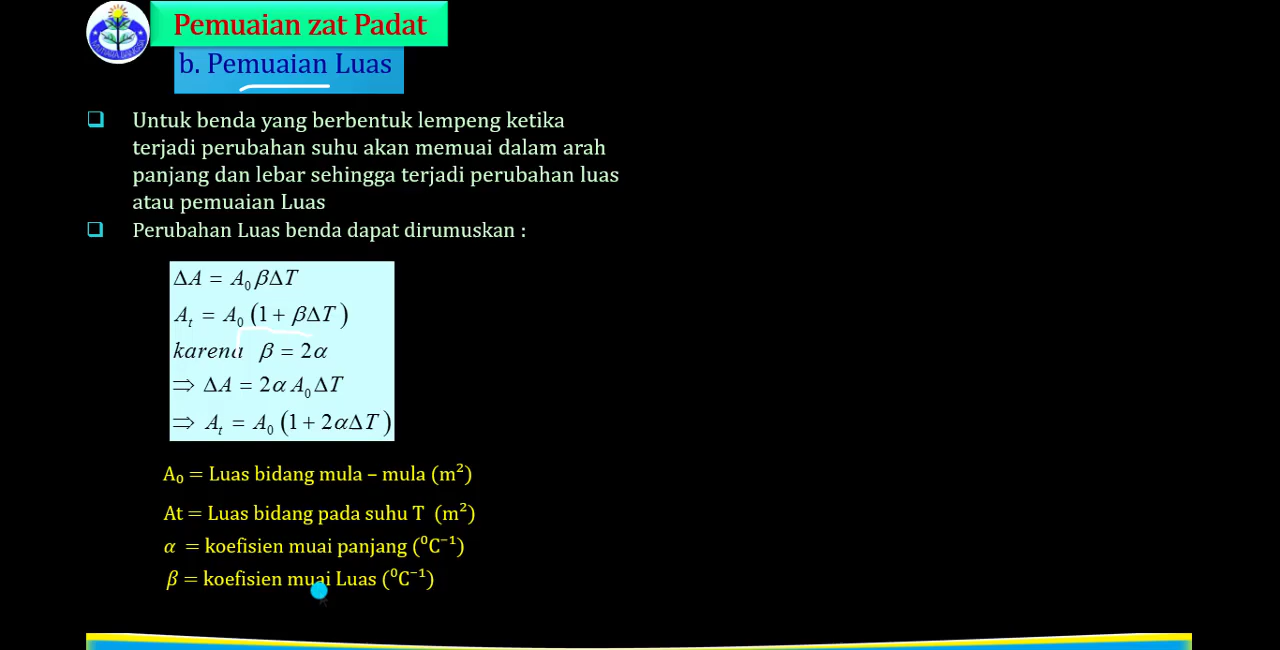 Pemuaian zat Padat
b. Pemuaian Luas
❑ Untuk benda yang berbentuk lempeng ketika
terjadi perubahan suhu akan memuai dalam arah
panjang dan lebar sehingga terjadi perubahan luas
atau pemuaian Luas
❑ Perubahan Luas benda dapat dirumuskan :
ΔA = A₀βΔT
Aₜ = A₀ (1 + βΔT)
karena β = 2α
⇒ ΔA = 2α A₀ΔT
⇒ Aₜ = A₀ (1 + 2αΔT)
A₀ = Luas bidang mula – mula (m²)
At = Luas bidang pada suhu T (m²)
α = koefisien muai panjang (⁰C⁻¹)
β = koefisien muai Luas (⁰C⁻¹)